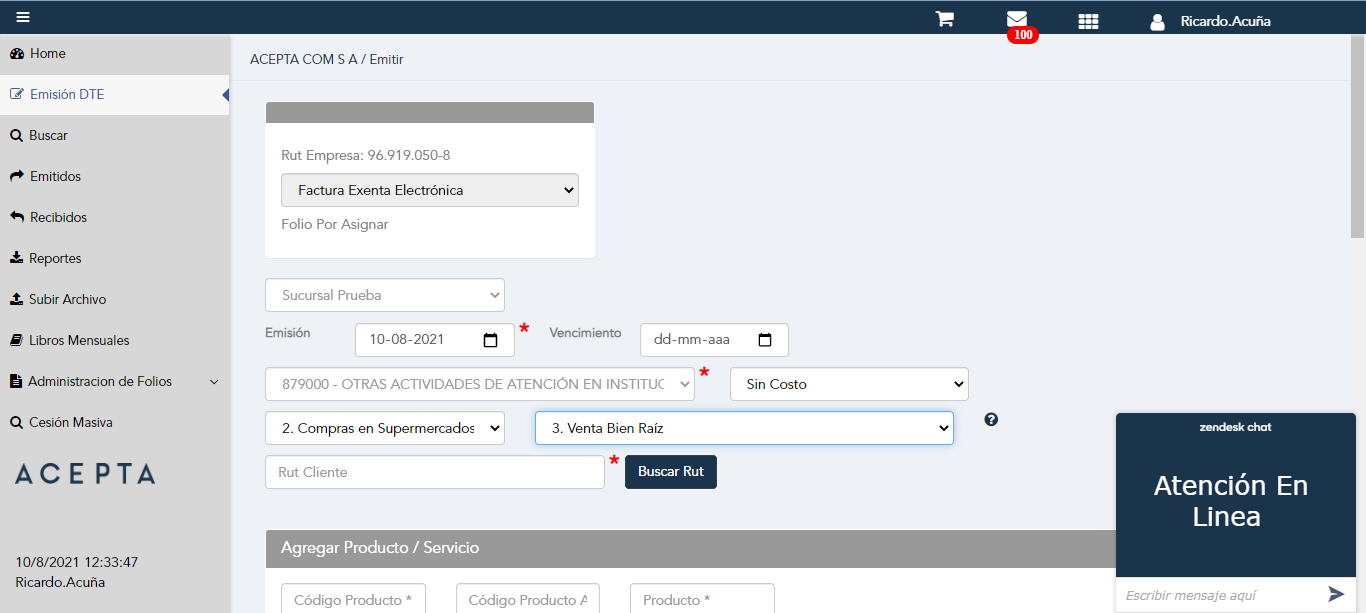 100
Ricardo.Acuña
Home
Emisión DTE
Buscar
Emitidos
Recibidos
Reportes
Subir Archivo
Libros Mensuales
Administracion de Folios
Cesión Masiva
ACEPTA
10/8/2021 12:33:47
Ricardo.Acuña
ACEPTA COM S A / Emitir
Rut Empresa: 96.919.050-8
Factura Exenta Electrónica
Folio Por Asignar
Sucursal Prueba
Emisión 10-08-2021 * Vencimiento dd-mm-aaa
879000 - OTRAS ACTIVIDADES DE ATENCIÓN EN INSTITUC * Sin Costo
2. Compras en Supermercados 3. Venta Bien Raíz ?
Rut Cliente * Buscar Rut
Agregar Producto / Servicio
Código Producto * Código Producto A Producto *
zendesk chat
Atención En
Linea
Escribir mensaje aquí